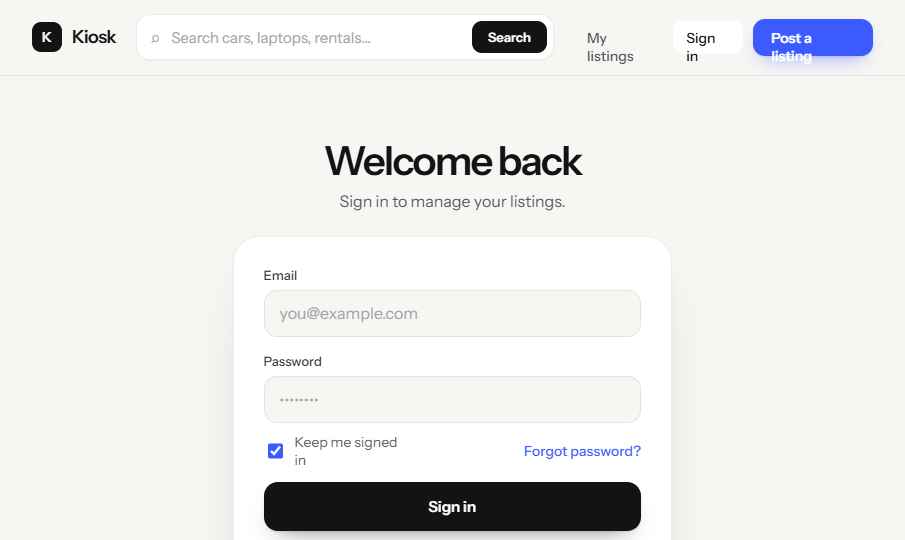 K Kiosk
Search cars, laptops, rentals...
Search
My
listings
Sign
in
Post a
listing
Welcome back
Sign in to manage your listings.
Email
you@example.com
Password
••••••••
Keep me signed
in
Forgot password?
Sign in